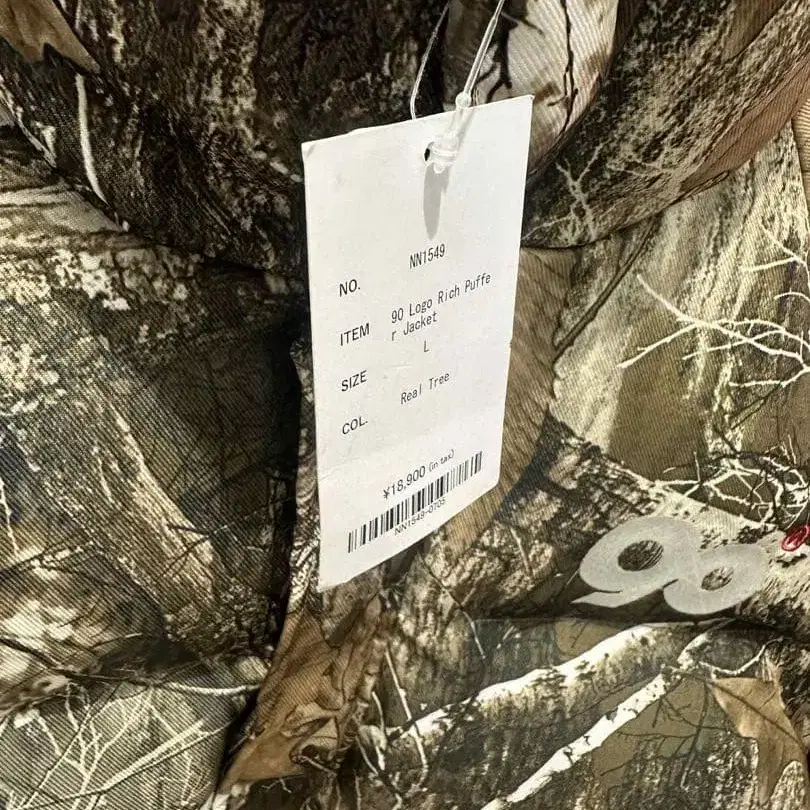 NO. NN1549
ITEM 90 Logo Rich Puffe
r Jacket
SIZE L
COL. Real Tree
¥18,900 (in tax)
NN1549-0703
90